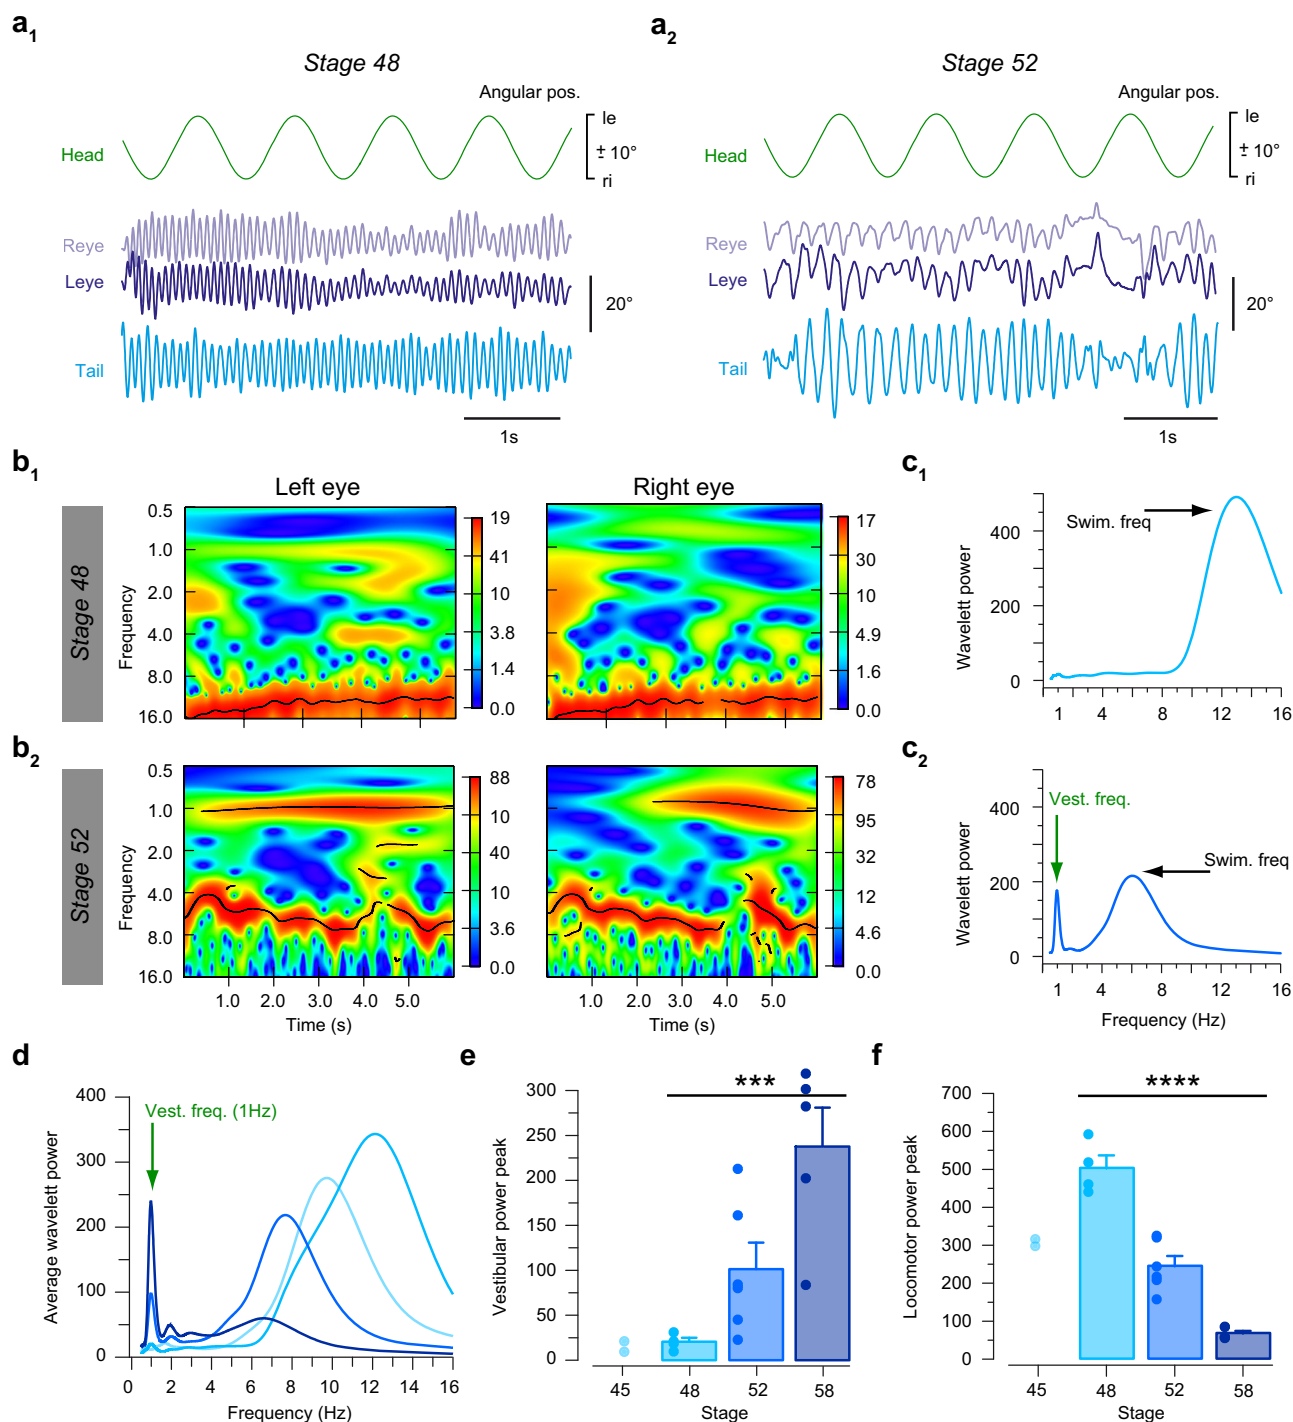 a1
Stage 48
Angular pos.
Head
le
± 10°
ri
Reye
Leye
20°
Tail
1s
a2
Stage 52
Angular pos.
Head
le
± 10°
ri
Reye
Leye
20°
Tail
1s
b1
Left eye
Right eye
Stage 48
Frequency
0.5
1.0
2.0
4.0
8.0
16.0
19
41
10
3.8
1.4
0.0
17
30
10
4.9
1.6
0.0
c1
Wavelett power
400
200
0
Swim. freq
1 4 8 12 16
b2
Stage 52
Frequency
0.5
1.0
2.0
4.0
8.0
16.0
88
10
40
10
3.6
0.0
1.0 2.0 3.0 4.0 5.0
Time (s)
78
95
32
12
4.6
0.0
1.0 2.0 3.0 4.0 5.0
Time (s)
c2
Wavelett power
400
200
0
Vest. freq.
Swim. freq
1 4 8 12 16
Frequency (Hz)
d
Average wavelett power
400
300
200
100
0
Vest. freq. (1Hz)
0 2 4 6 8 10 12 14 16
Frequency (Hz)
e
Vestibular power peak
300
250
200
150
100
50
0
***
45 48 52 58
Stage
f
Locomotor power peak
700
600
500
400
300
200
100
0
****
45 48 52 58
Stage